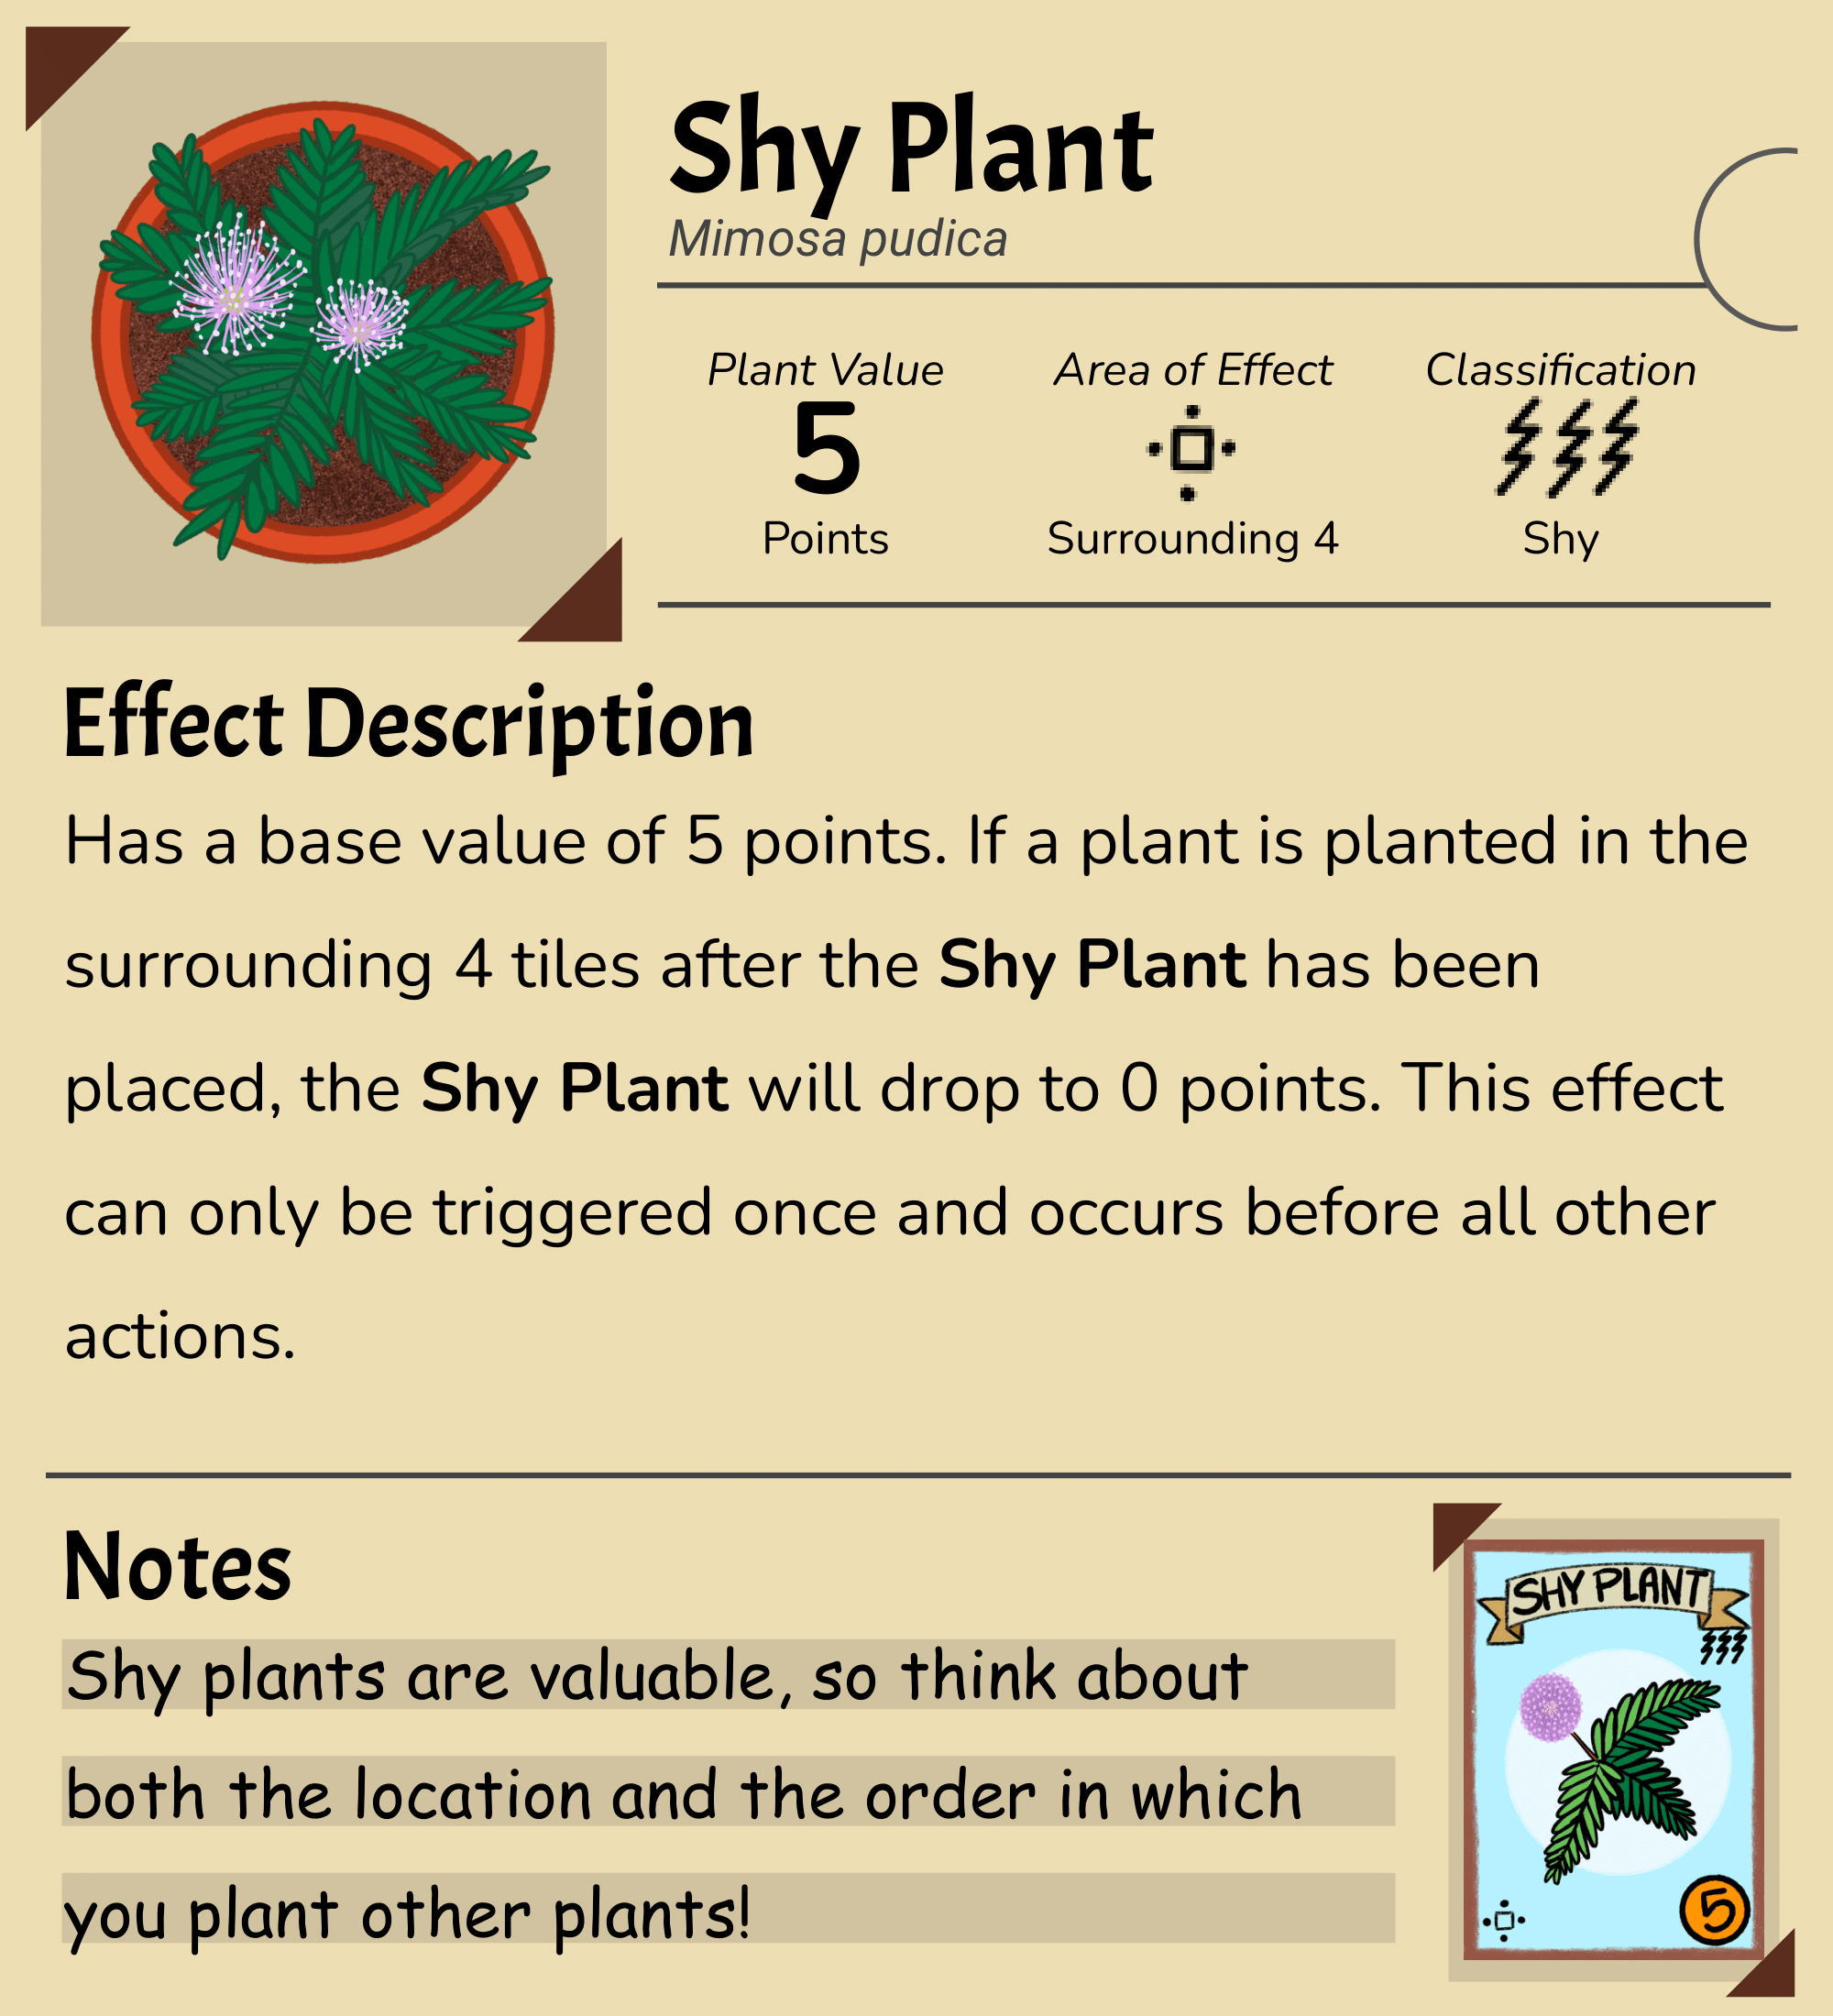 Shy Plant
Mimosa pudica
Plant Value
5
Points
Area of Effect
Surrounding 4
Classification
Shy
Effect Description
Has a base value of 5 points. If a plant is planted in the
surrounding 4 tiles after the Shy Plant has been
placed, the Shy Plant will drop to 0 points. This effect
can only be triggered once and occurs before all other
actions.
Notes
Shy plants are valuable, so think about
both the location and the order in which
you plant other plants!
SHY PLANT
5